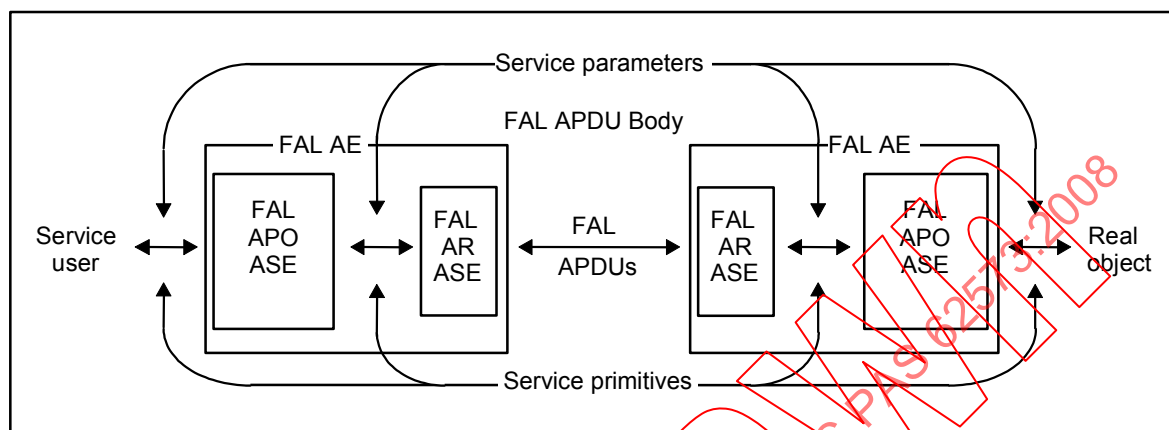 Service parameters
FAL APDU Body
FAL AE
FAL AE
Service
user
FAL
APO
ASE
FAL
AR
ASE
FAL
APDUs
FAL
AR
ASE
FAL
APO
ASE
Real
object
Service primitives
PAS 62573:2008